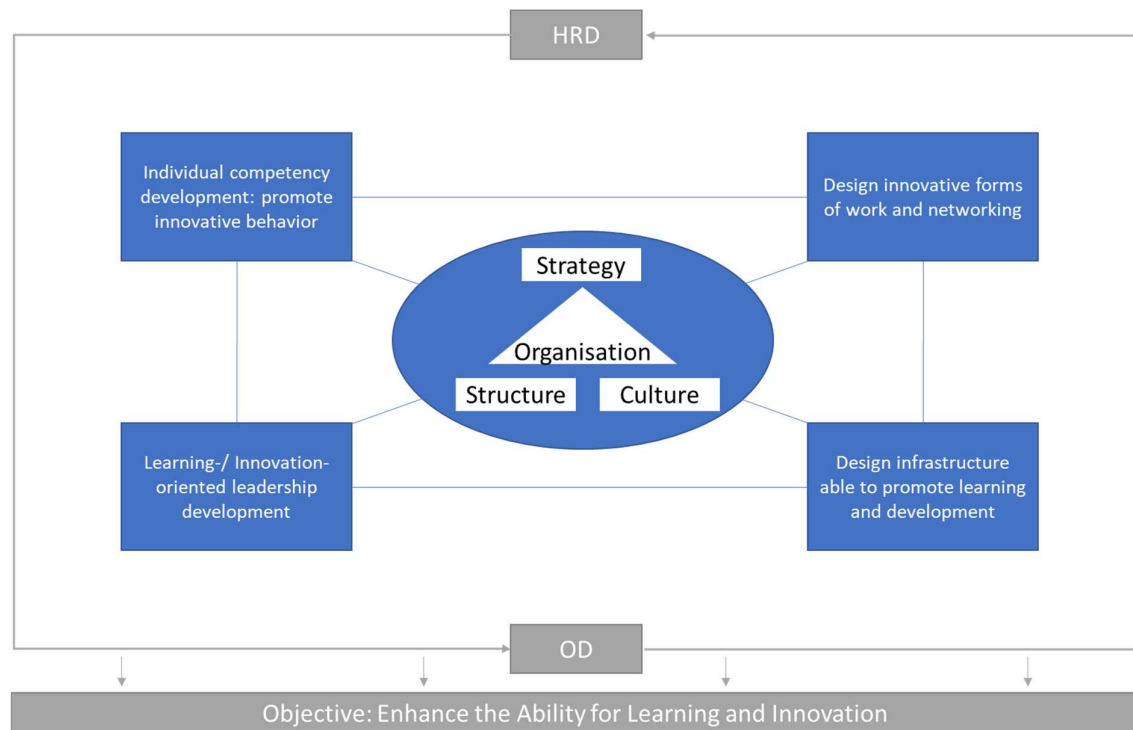 HRD
Individual competency
development: promote
innovative behavior
Design innovative forms
of work and networking
Strategy
Organisation
Structure
Culture
Learning-/ Innovation-
oriented leadership
development
Design infrastructure
able to promote learning
and development
OD
Objective: Enhance the Ability for Learning and Innovation